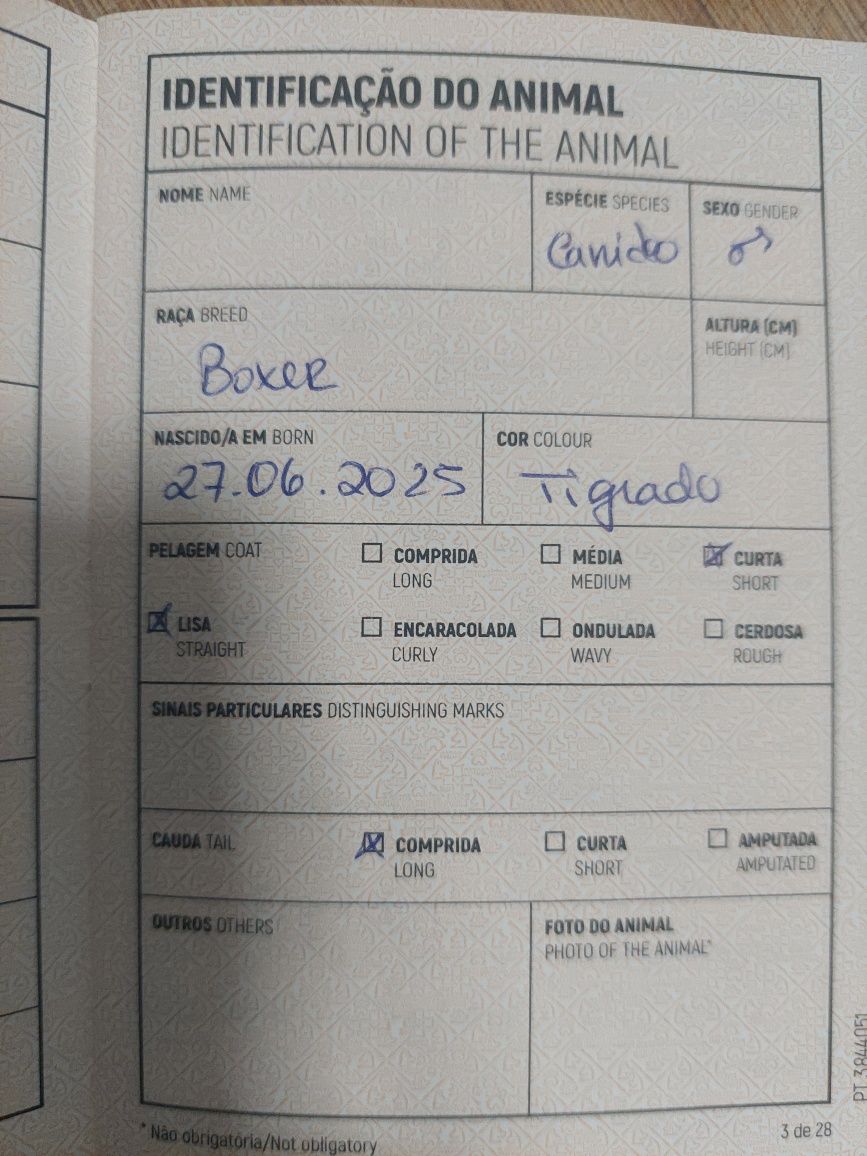 IDENTIFICAÇÃO DO ANIMAL
IDENTIFICATION OF THE ANIMAL
NOME NAME
ESPÉCIE SPECIES
Canideo
SEXO GENDER
♂
RAÇA BREED
Boxer
ALTURA (CM)
HEIGHT (CM)
NASCIDO/A EM BORN
27.06.2025
COR COLOUR
Tigrado
PELAGEM COAT
COMPRIDA
LONG
MÉDIA
MEDIUM
CURTA
SHORT
LISA
STRAIGHT
ENCARACOLADA
CURLY
ONDULADA
WAVY
CERDOSA
ROUGH
SINAIS PARTICULARES DISTINGUISHING MARKS
CAUDA TAIL
COMPRIDA
LONG
CURTA
SHORT
AMPUTADA
AMPUTATED
OUTROS OTHERS
FOTO DO ANIMAL
PHOTO OF THE ANIMAL*
PT 3844051
* Não obrigatória/Not obligatory
3 de 28